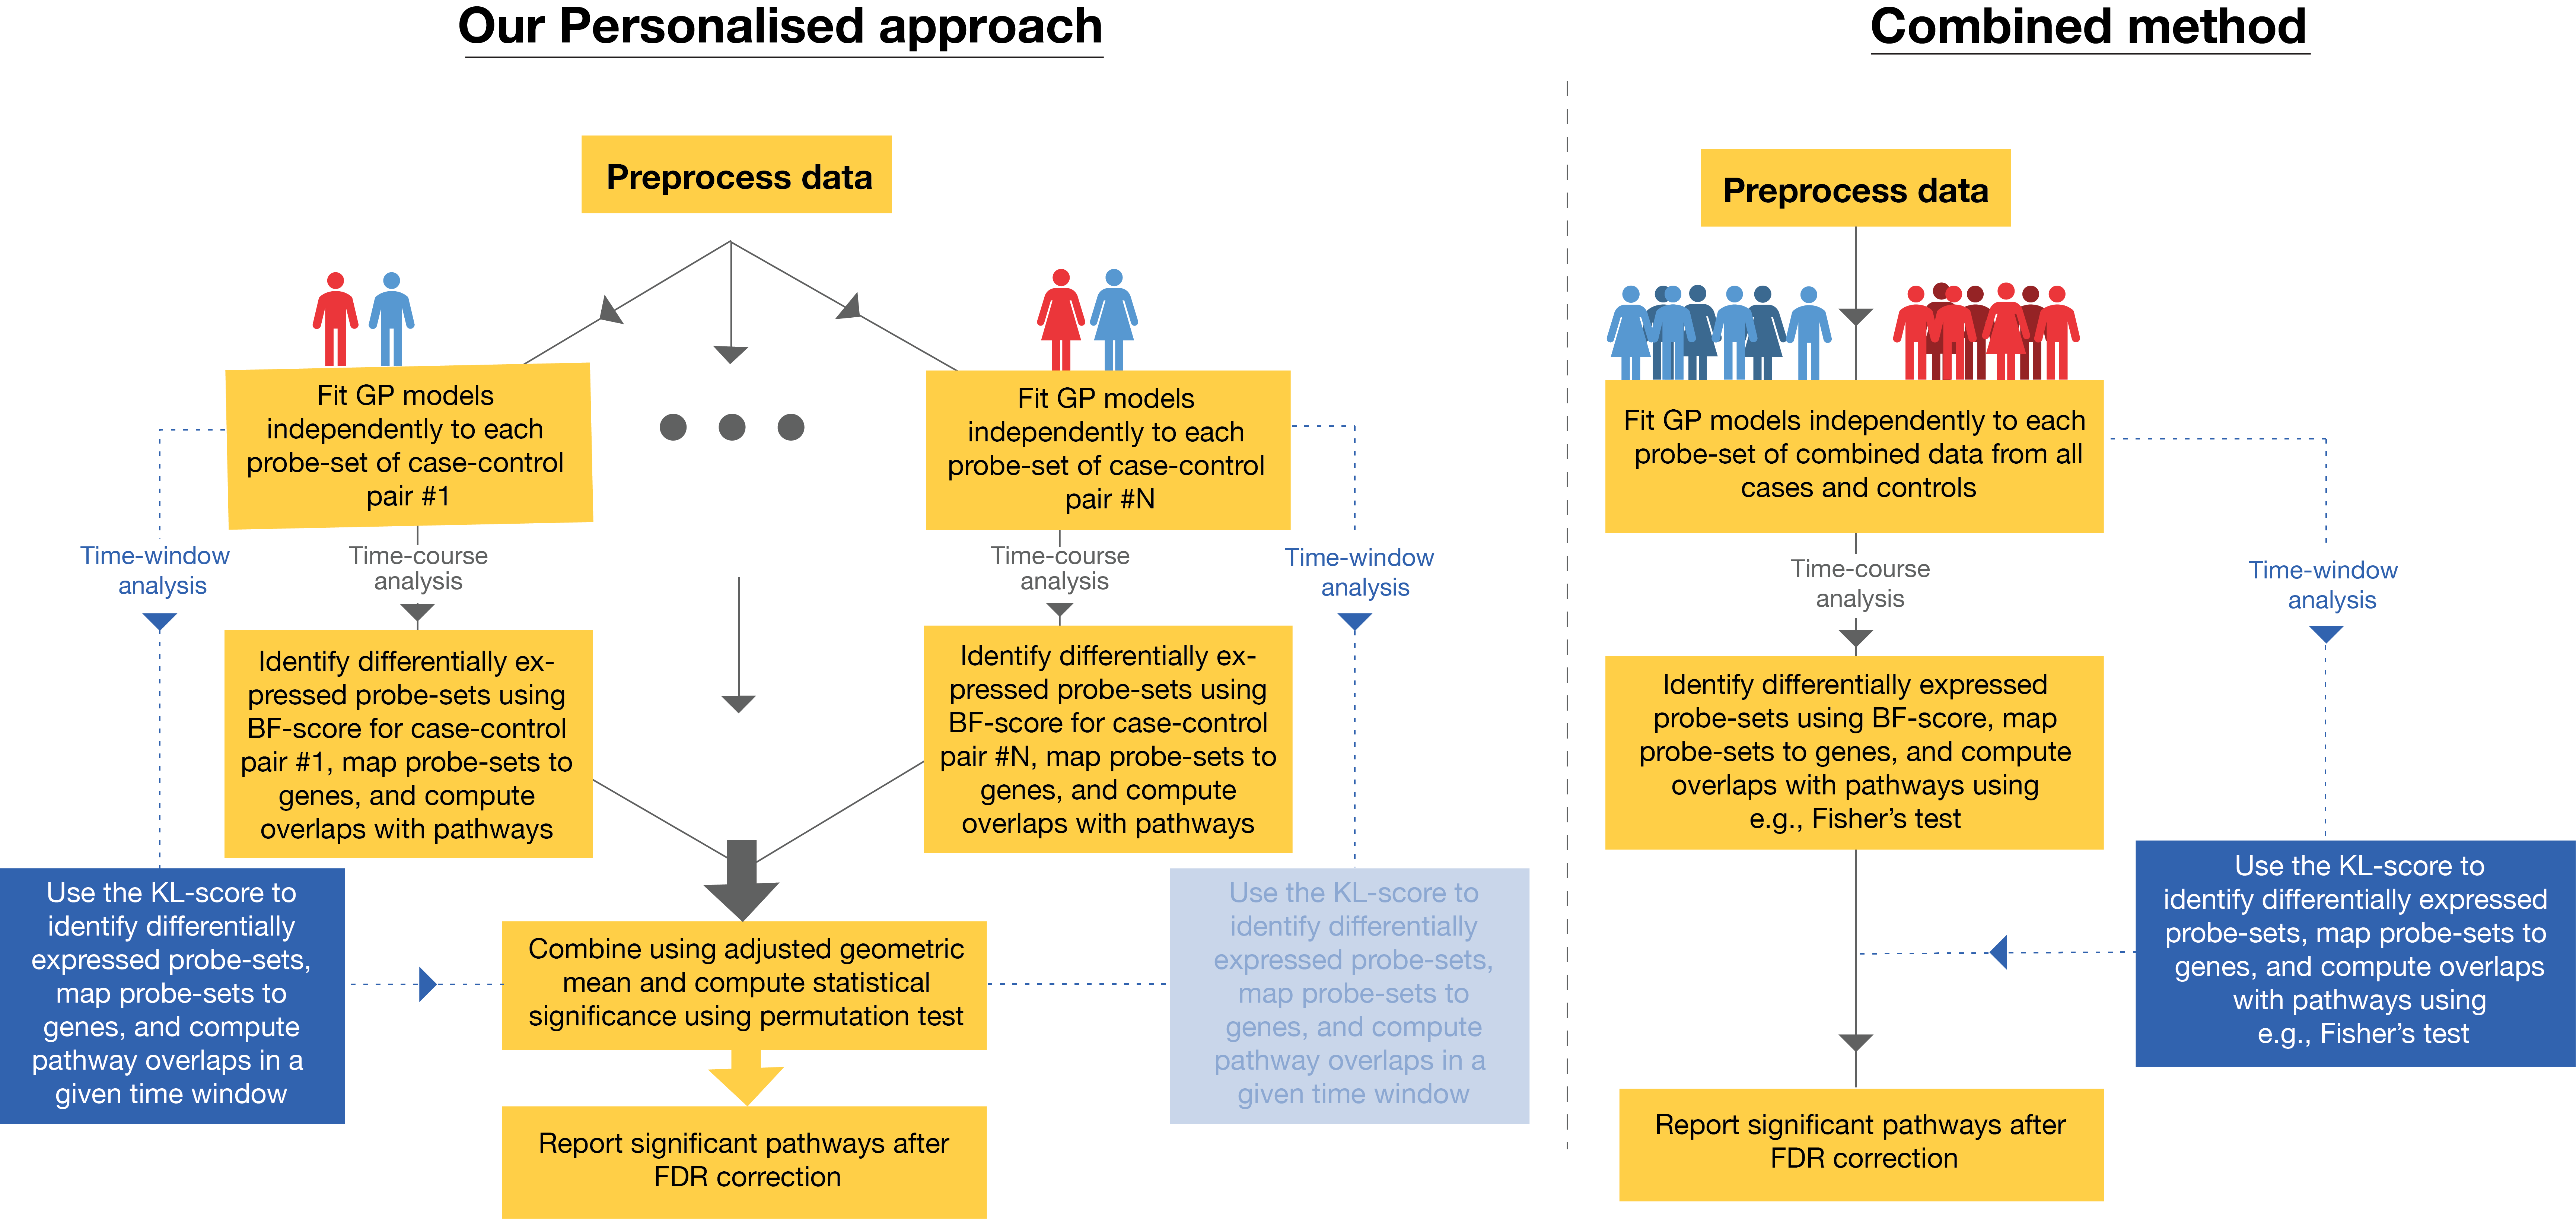 Our Personalised approach
Preprocess data
Fit GP models
independently to each
probe-set of case-control
pair #1
Fit GP models
independently to each
probe-set of case-control
pair #N
Time-window
analysis
Time-course
analysis
Time-course
analysis
Time-window
analysis
Identify differentially ex-
pressed probe-sets using
BF-score for case-control
pair #1, map probe-sets to
genes, and compute
overlaps with pathways
Identify differentially ex-
pressed probe-sets using
BF-score for case-control
pair #N, map probe-sets to
genes, and compute
overlaps with pathways
Use the KL-score to
identify differentially
expressed probe-sets,
map probe-sets to
genes, and compute
pathway overlaps in a
given time window
Combine using adjusted geometric
mean and compute statistical
significance using permutation test
Use the KL-score to
identify differentially
expressed probe-sets,
map probe-sets to
genes, and compute
pathway overlaps in a
given time window
Report significant pathways after
FDR correction
Combined method
Preprocess data
Fit GP models independently to each
probe-set of combined data from all
cases and controls
Time-course
analysis
Time-window
analysis
Identify differentially expressed
probe-sets using BF-score, map
probe-sets to genes, and compute
overlaps with pathways using
e.g., Fisher's test
Use the KL-score to
identify differentially expressed
probe-sets, map probe-sets to
genes, and compute overlaps
with pathways using
e.g., Fisher's test
Report significant pathways after
FDR correction